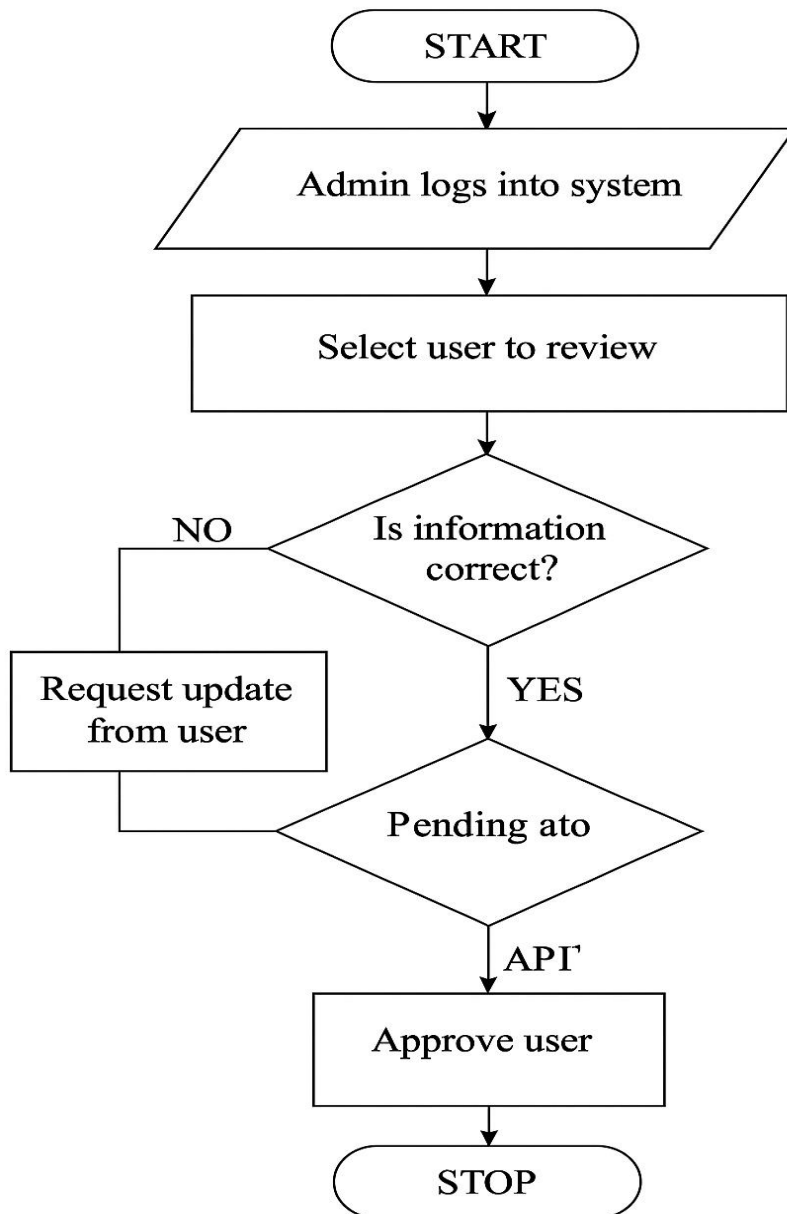 START
Admin logs into system
Select user to review
Is information
correct?
NO
YES
Request update
from user
Pending ato
Approve user
STOP